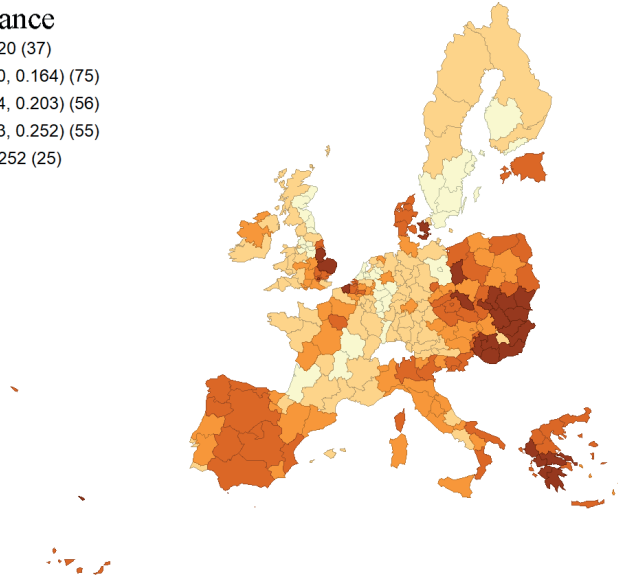 ance
20 (37)
0, 0.164) (75)
4, 0.203) (56)
3, 0.252) (55)
252 (25)